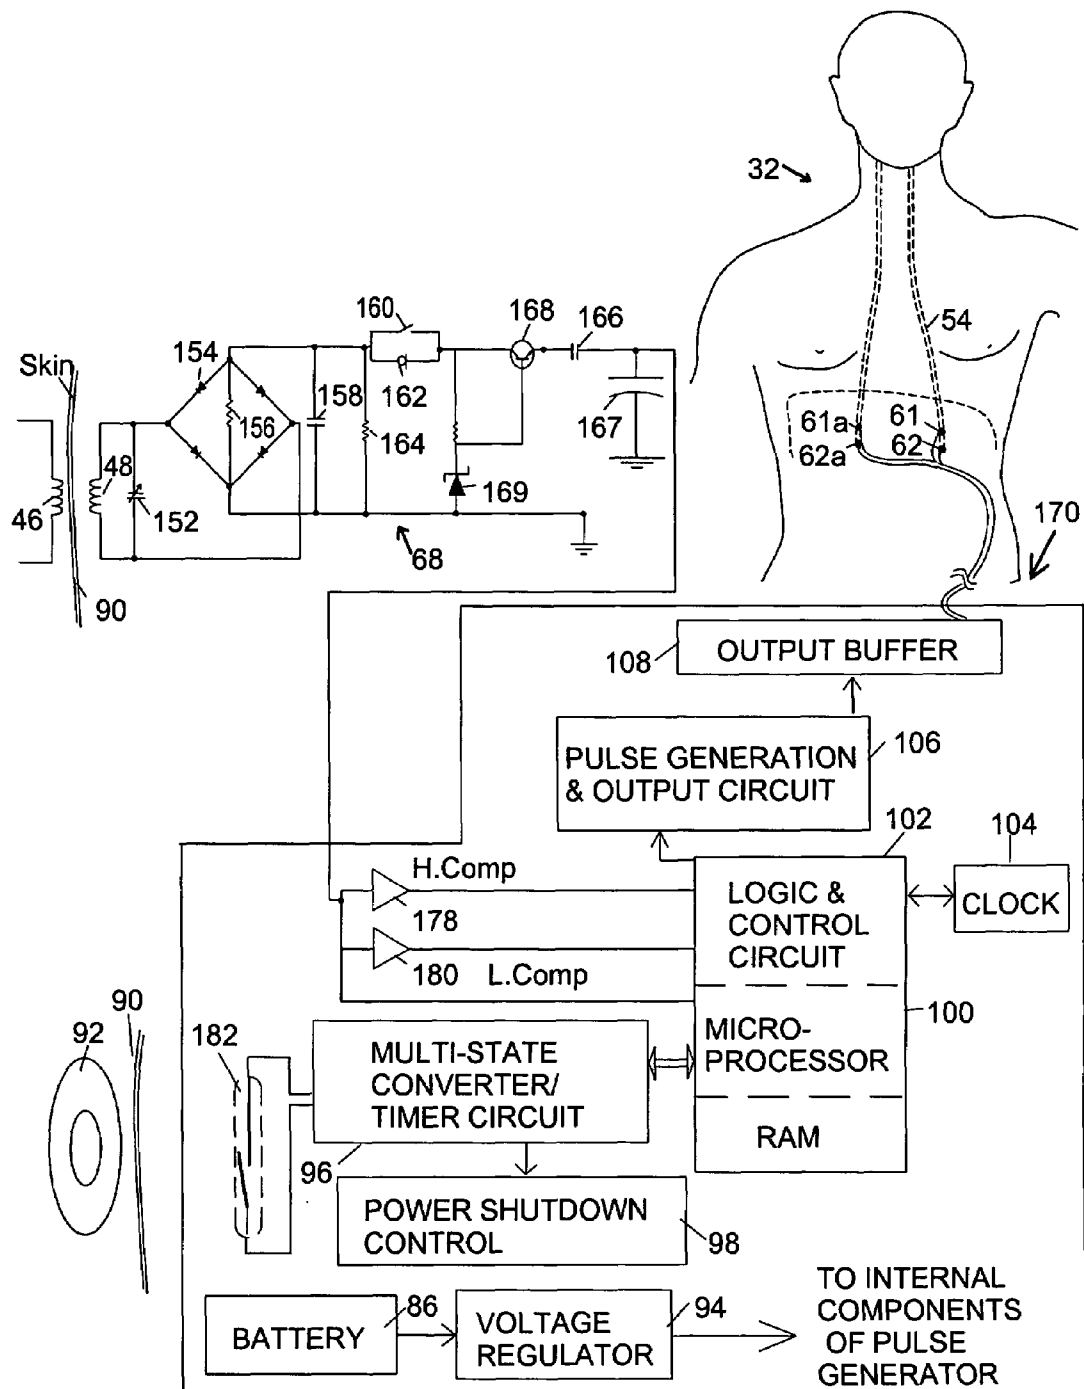 32
160
168
166
54
Skin
154
158
162
156
164
167
61a
61
62a
62
48
46
152
169
68
170
90
108
OUTPUT BUFFER
PULSE GENERATION
& OUTPUT CIRCUIT
106
102
104
H.Comp
178
LOGIC &
CONTROL
CIRCUIT
CLOCK
180
L.Comp
90
92
182
MULTI-STATE
CONVERTER/
TIMER CIRCUIT
MICRO-
PROCESSOR
100
RAM
96
POWER SHUTDOWN
CONTROL
98
BATTERY
86
VOLTAGE
REGULATOR
94
TO INTERNAL
COMPONENTS
OF PULSE
GENERATOR